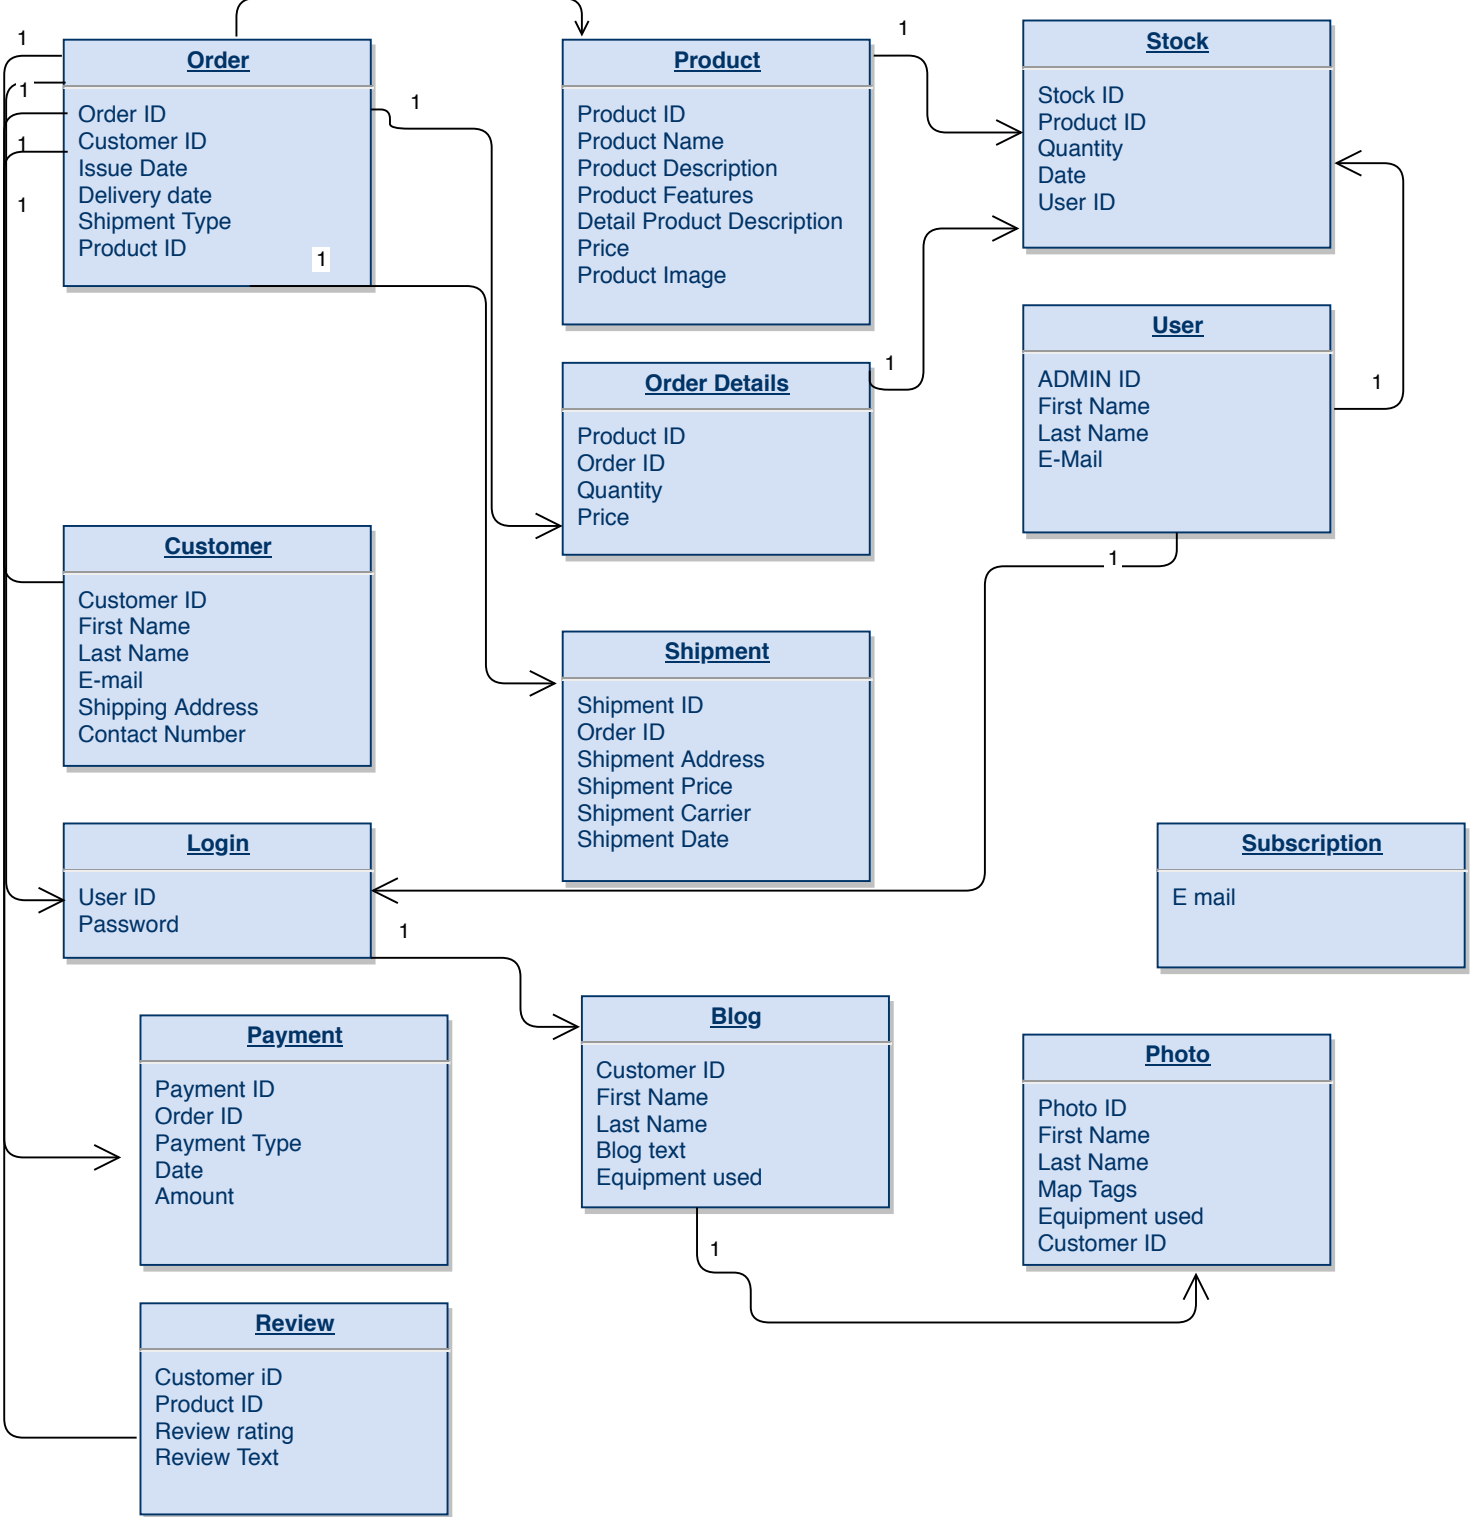 1
Order
1
1
1
Order ID
Customer ID
Issue Date
Delivery date
Shipment Type
Product ID
1
1
Product
Product ID
Product Name
Product Description
Product Features
Detail Product Description
Price
Product Image
1
Stock
Stock ID
Product ID
Quantity
Date
User ID
Order Details
Product ID
Order ID
Quantity
Price
1
User
ADMIN ID
First Name
Last Name
E-Mail
1
1
Customer
Customer ID
First Name
Last Name
E-mail
Shipping Address
Contact Number
Shipment
Shipment ID
Order ID
Shipment Address
Shipment Price
Shipment Carrier
Shipment Date
Login
User ID
Password
1
Subscription
E mail
Payment
Payment ID
Order ID
Payment Type
Date
Amount
Blog
Customer ID
First Name
Last Name
Blog text
Equipment used
1
Photo
Photo ID
First Name
Last Name
Map Tags
Equipment used
Customer ID
Review
Customer iD
Product ID
Review rating
Review Text